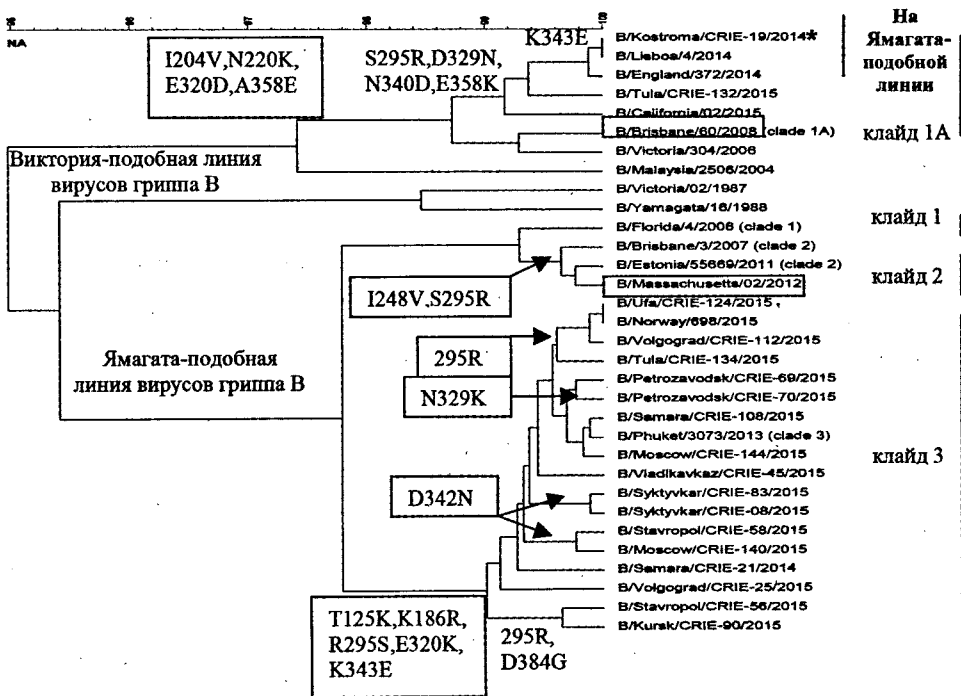 95 96 97 98 99 100
NA
I204V,N220K,
E320D,A358E
S295R,D329N,
N340D,E358K
K343E
B/Kostroma/CRIE-19/2014*
B/Lisboa/4/2014
B/England/372/2014
B/Tula/CRIE-132/2015
B/California/02/2015
B/Brisbane/60/2008 (clade 1A)
B/Victoria/304/2006
B/Malaysia/2506/2004
B/Victoria/02/1987
B/Yamagata/16/1988
B/Florida/4/2006 (clade 1)
B/Brisbane/3/2007 (clade 2)
B/Estonia/55669/2011 (clade 2)
B/Massachusetts/02/2012
B/Ufa/CRIE-124/2015
B/Norway/698/2015
B/Volgograd/CRIE-112/2015
B/Tula/CRIE-134/2015
B/Petrozavodsk/CRIE-69/2015
B/Petrozavodsk/CRIE-70/2015
B/Samara/CRIE-108/2015
B/Phuket/3073/2013 (clade 3)
B/Moscow/CRIE-144/2015
B/Vladikavkaz/CRIE-45/2015
B/Syktyvkar/CRIE-83/2015
B/Syktyvkar/CRIE-08/2015
B/Stavropol/CRIE-58/2015
B/Moscow/CRIE-140/2015
B/Samara/CRIE-21/2014
B/Volgograd/CRIE-25/2015
B/Stavropol/CRIE-56/2015
B/Kursk/CRIE-90/2015
На
Ямагата-
подобной
линии
клайд 1A
клайд 1
клайд 2
клайд 3
Виктория-подобная линия
вирусов гриппа В
I248V,S295R
Ямагата-подобная
линия вирусов гриппа В
295R
N329K
D342N
T125K,K186R,
R295S,E320K,
K343E
295R,
D384G